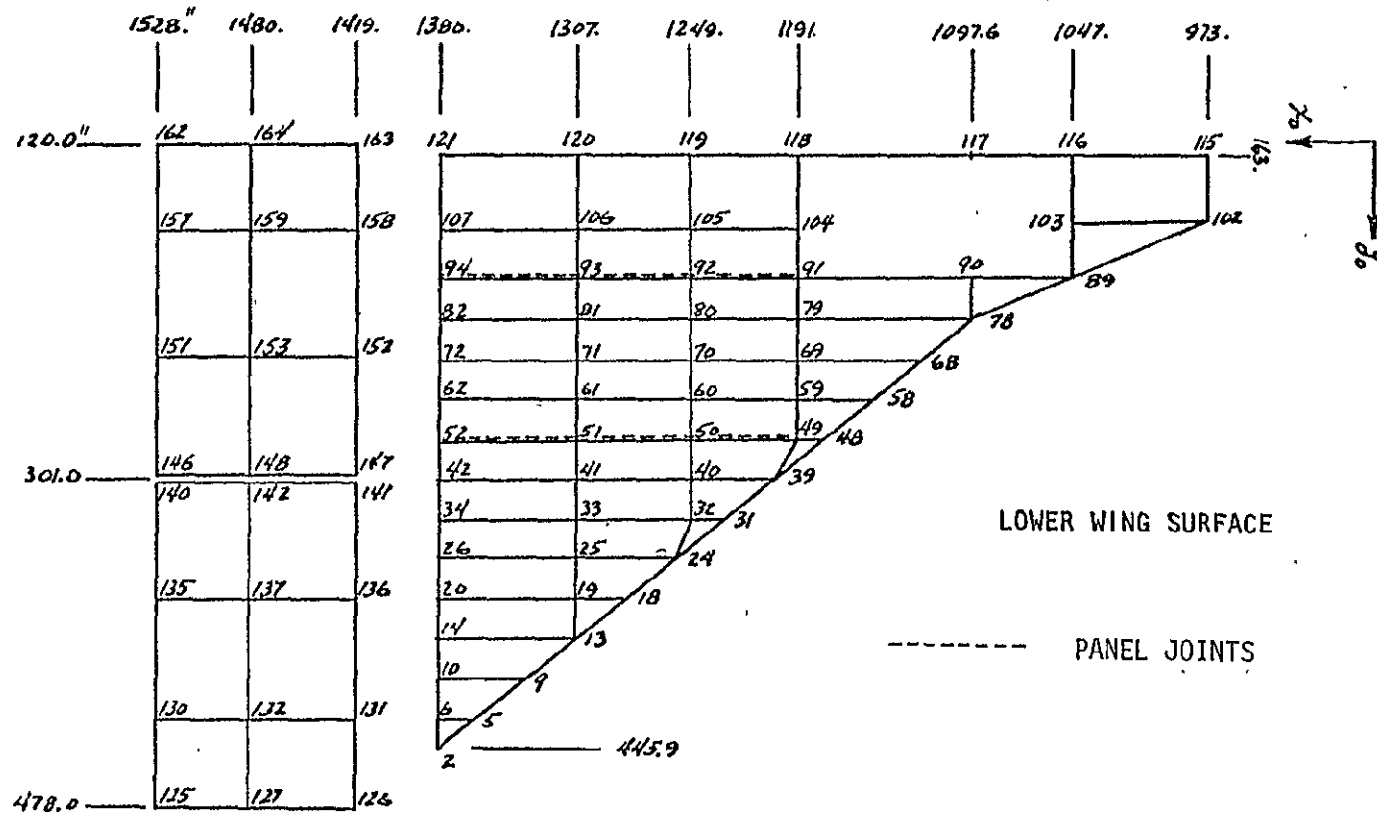 1528." 1480. 1419. 1380. 1307. 1249. 1191. 1097.6 1047. 973.
120.0" 162 164 163 121 120 119 118 117 116 115 163. X₀
157 159 158 107 106 105 104 103 102 Y₀
94 93 92 91 90 89
82 81 80 79 78
151 153 152 72 71 70 69 68
62 61 60 59 58
52 51 50 49 48
301.0 146 148 147 42 41 40 39
140 142 141 34 33 32 31 LOWER WING SURFACE
26 25 24
135 137 136 20 19 18
14 13 PANEL JOINTS
10 9
130 132 131 6 5
2 445.9
478.0 125 127 126